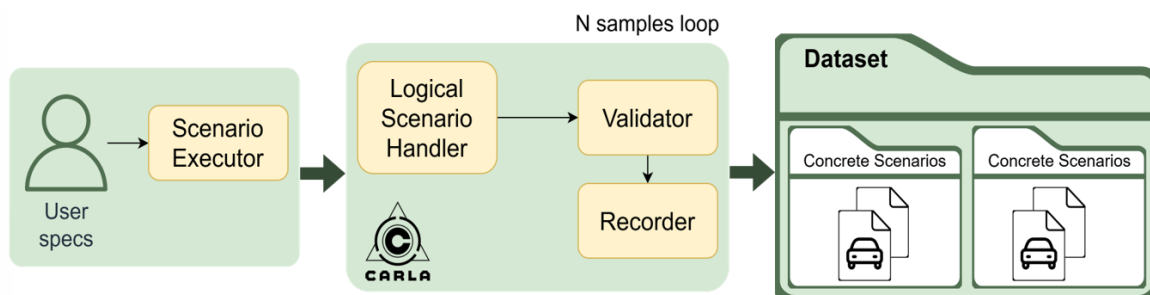 N samples loop
User
specs
Scenario
Executor
Logical
Scenario
Handler
Validator
Recorder
C
CARLA
Dataset
Concrete Scenarios
Concrete Scenarios